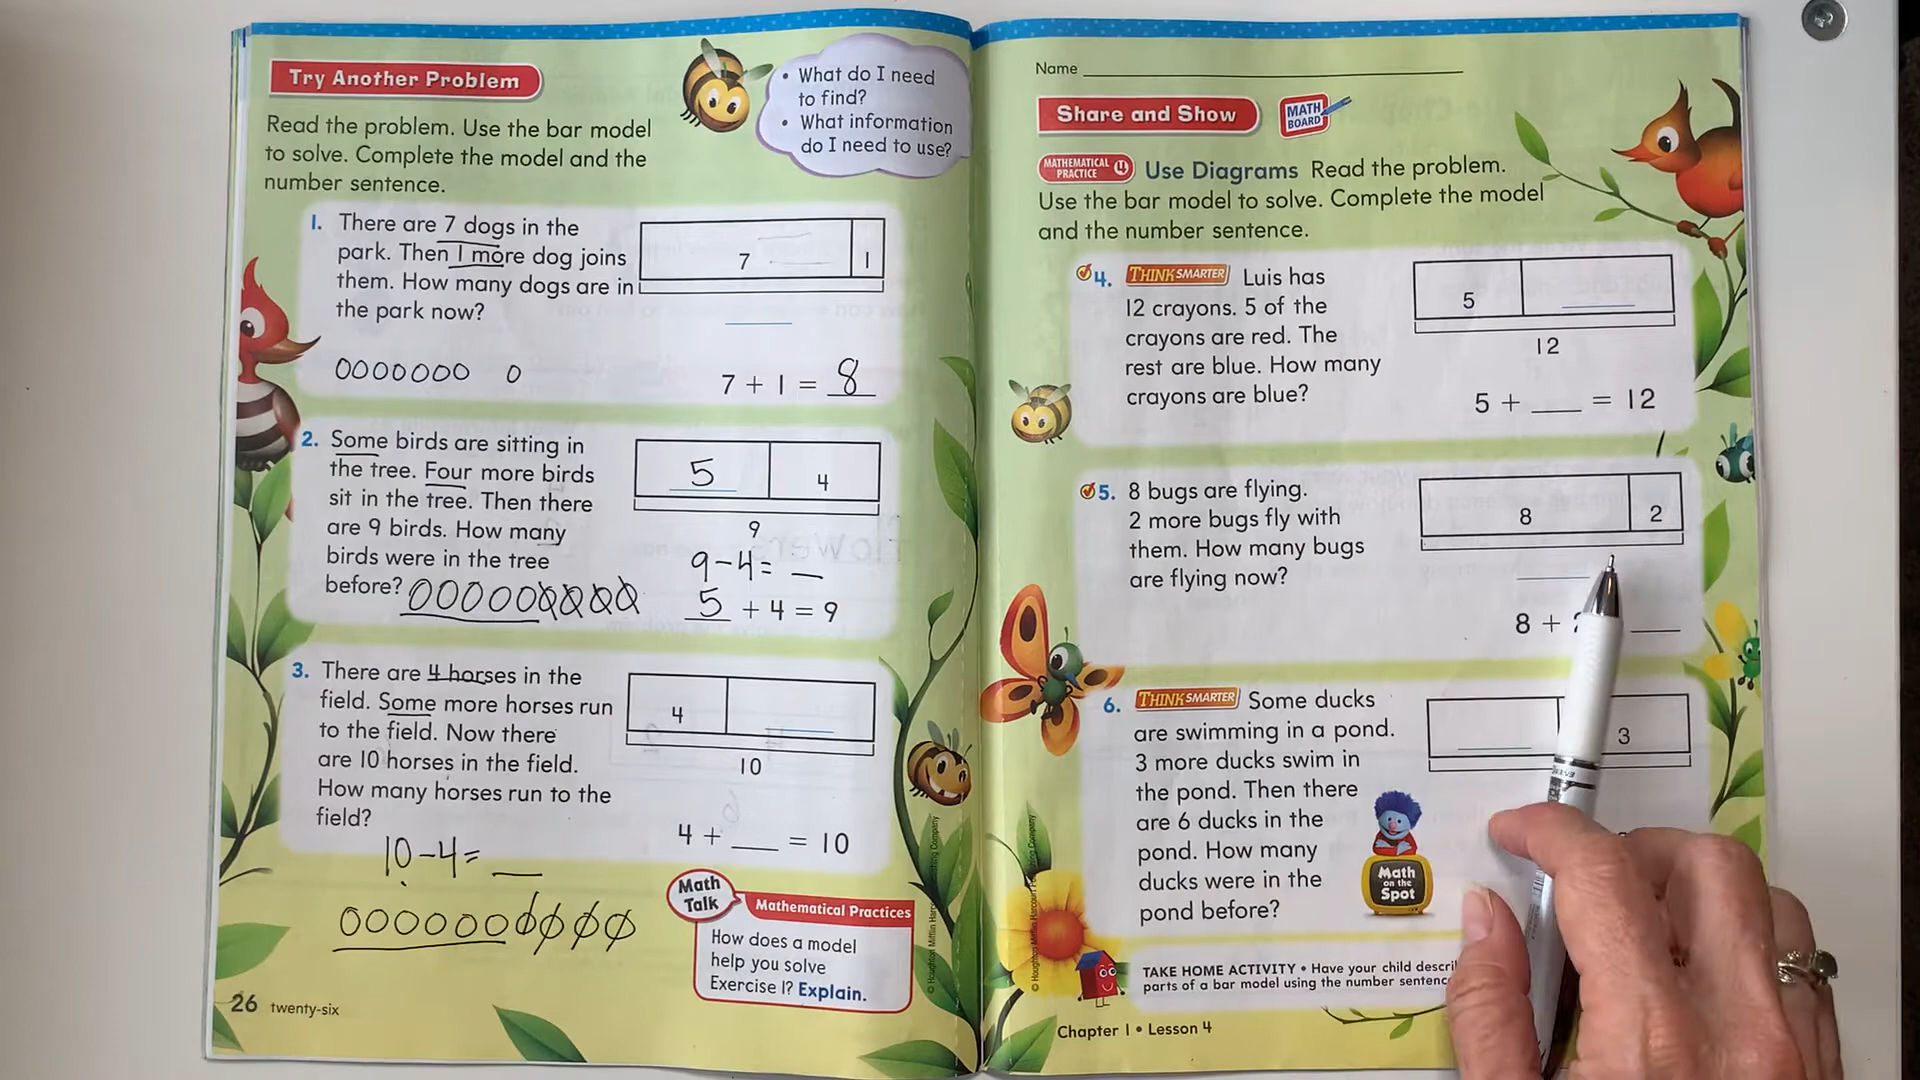 Try Another Problem
• What do I need
to find?
• What information
do I need to use?
Read the problem. Use the bar model
to solve. Complete the model and the
number sentence.
1. There are 7 dogs in the
park. Then 1 more dog joins
them. How many dogs are in
the park now?
7 1
0000000 0
7 + 1 = 8
2. Some birds are sitting in
the tree. Four more birds
sit in the tree. Then there
are 9 birds. How many
birds were in the tree
before?
5 4
9
9 - 4 = __
5 + 4 = 9
3. There are 4 horses in the
field. Some more horses run
to the field. Now there
are 10 horses in the field.
How many horses run to the
field?
4 __
10
4 + __ = 10
10 - 4 = __
Math
Talk
Mathematical Practices
How does a model
help you solve
Exercise 1? Explain.
26 twenty-six
Name
Share and Show
MATH
BOARD
MATHEMATICAL
PRACTICE 4
Use Diagrams Read the problem.
Use the bar model to solve. Complete the model
and the number sentence.
4. THINK SMARTER Luis has
12 crayons. 5 of the
crayons are red. The
rest are blue. How many
crayons are blue?
5 __
12
5 + __ = 12
5. 8 bugs are flying.
2 more bugs fly with
them. How many bugs
are flying now?
8 2
8 +
6. THINK SMARTER Some ducks
are swimming in a pond.
3 more ducks swim in
the pond. Then there
are 6 ducks in the
pond. How many
ducks were in the
pond before?
__ 3
Math
on the
Spot
TAKE HOME ACTIVITY • Have your child
parts of a bar model using the number
Chapter 1 • Lesson 4